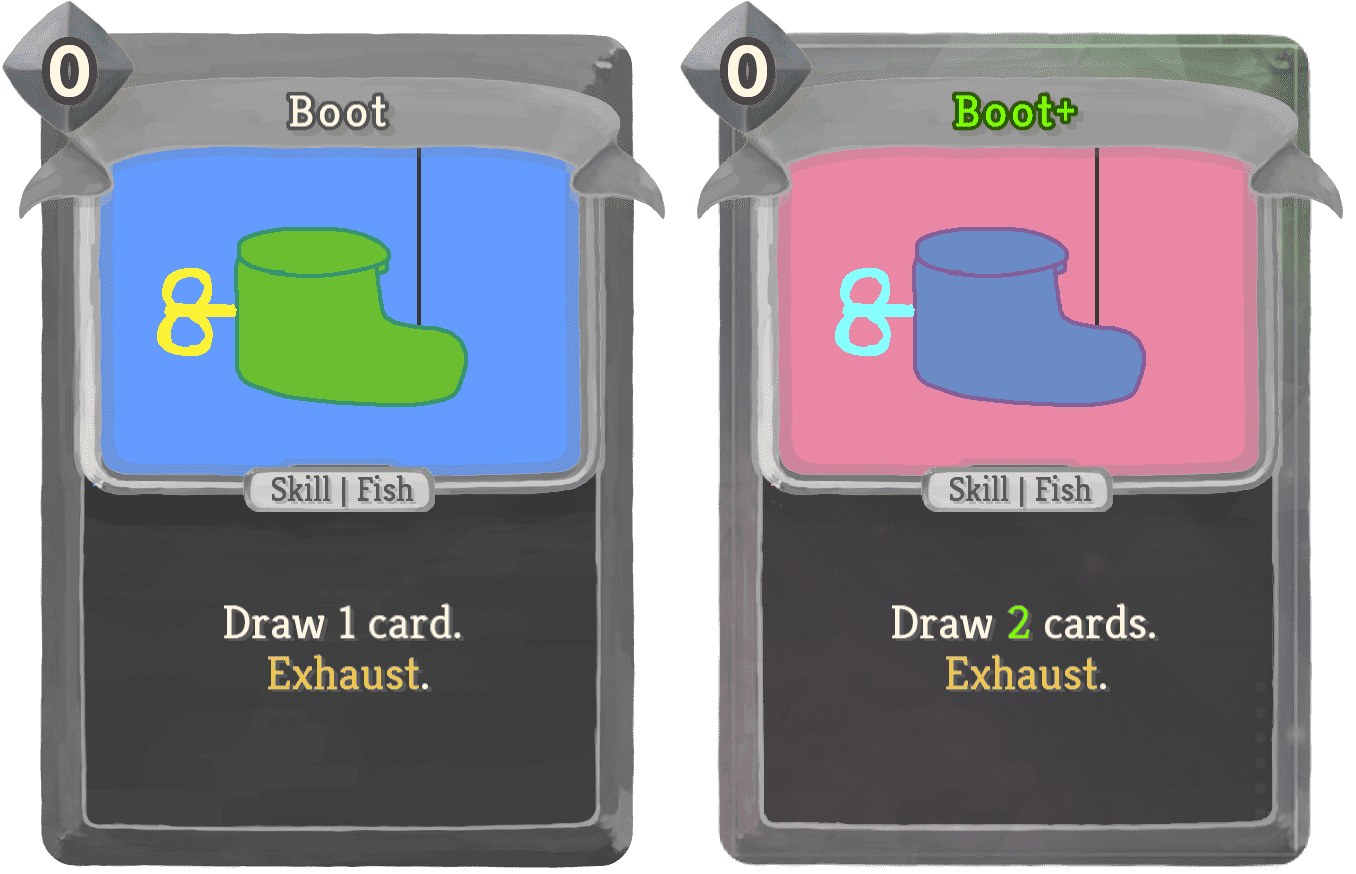 0
Boot
Skill | Fish
Draw 1 card.
Exhaust.
0
Boot+
Skill | Fish
Draw 2 cards.
Exhaust.